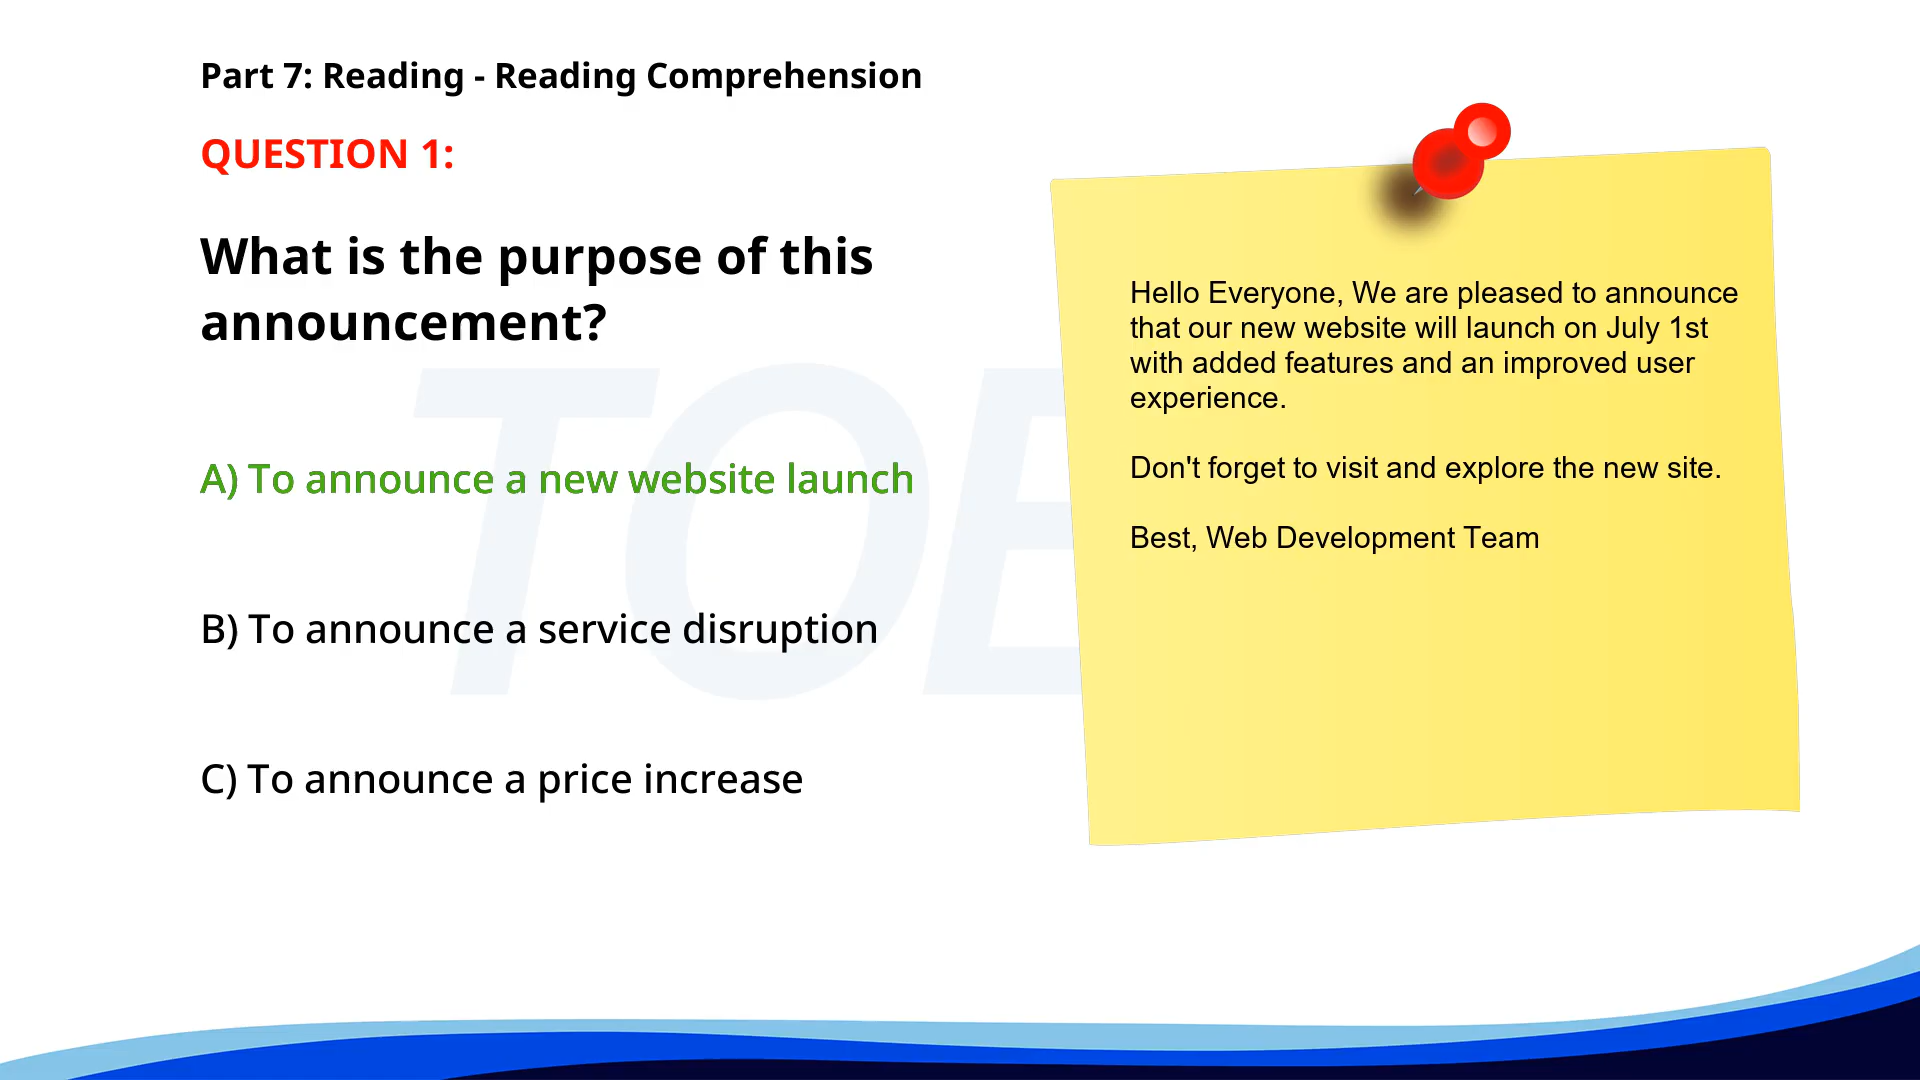 Part 7: Reading - Reading Comprehension
QUESTION 1:
What is the purpose of this
announcement?
A) To announce a new website launch
B) To announce a service disruption
C) To announce a price increase
Hello Everyone, We are pleased to announce
that our new website will launch on July 1st
with added features and an improved user
experience.
Don't forget to visit and explore the new site.
Best, Web Development Team